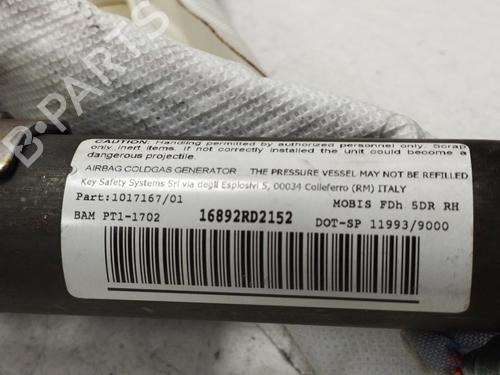 CAUTION: Handling permitted by authorized personnel only. Scrap
only inert items. If not correctly installed the unit could become a
dangerous projectile.
AIRBAG COLDGAS GENERATOR THE PRESSURE VESSEL MAY NOT BE REFILLED
Key Safety Systems Srl via degli Esplosivi 5, 00034 Colleferro (RM) ITALY
Part:1017167/01 MOBIS FDh 5DR RH
BAM PT1-1702 16892RD2152 DOT-SP 11993/9000
B-PARTS